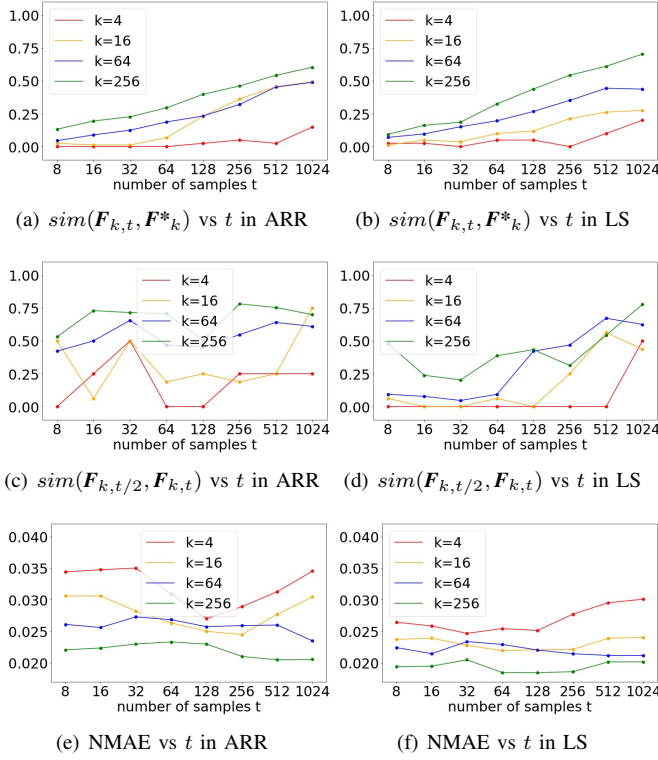 1.00
0.75
0.50
0.25
0.00
k=4
k=16
k=64
k=256
8 16 32 64 128 256 512 1024
number of samples t
(a) sim(F_{k,t}, F*_k) vs t in ARR
1.00
0.75
0.50
0.25
0.00
k=4
k=16
k=64
k=256
8 16 32 64 128 256 512 1024
number of samples t
(b) sim(F_{k,t}, F*_k) vs t in LS
1.00
0.75
0.50
0.25
0.00
k=4
k=16
k=64
k=256
8 16 32 64 128 256 512 1024
number of samples t
(c) sim(F_{k,t/2}, F_{k,t}) vs t in ARR
1.00
0.75
0.50
0.25
0.00
k=4
k=16
k=64
k=256
8 16 32 64 128 256 512 1024
number of samples t
(d) sim(F_{k,t/2}, F_{k,t}) vs t in LS
0.040
0.035
0.030
0.025
0.020
k=4
k=16
k=64
k=256
8 16 32 64 128 256 512 1024
number of samples t
(e) NMAE vs t in ARR
0.040
0.035
0.030
0.025
0.020
k=4
k=16
k=64
k=256
8 16 32 64 128 256 512 1024
number of samples t
(f) NMAE vs t in LS